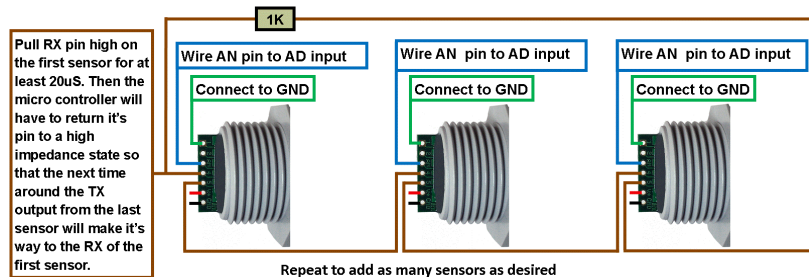 1K
Pull RX pin high on
the first sensor for at
least 20uS. Then the
micro controller will
have to return it's
pin to a high
impedance state so
that the next time
around the TX
output from the last
sensor will make it's
way to the RX of the
first sensor.
Wire AN pin to AD input
Connect to GND
Wire AN pin to AD input
Connect to GND
Wire AN pin to AD input
Connect to GND
Repeat to add as many sensors as desired